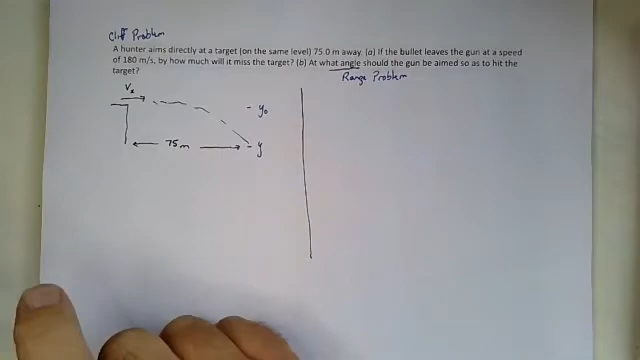 Cliff Problem
A hunter aims directly at a target (on the same level) 75.0 m away. (a) If the bullet leaves the gun at a speed
of 180 m/s, by how much will it miss the target? (b) At what angle should the gun be aimed so as to hit the
target?
Range Problem
Vx
y0
75m
y